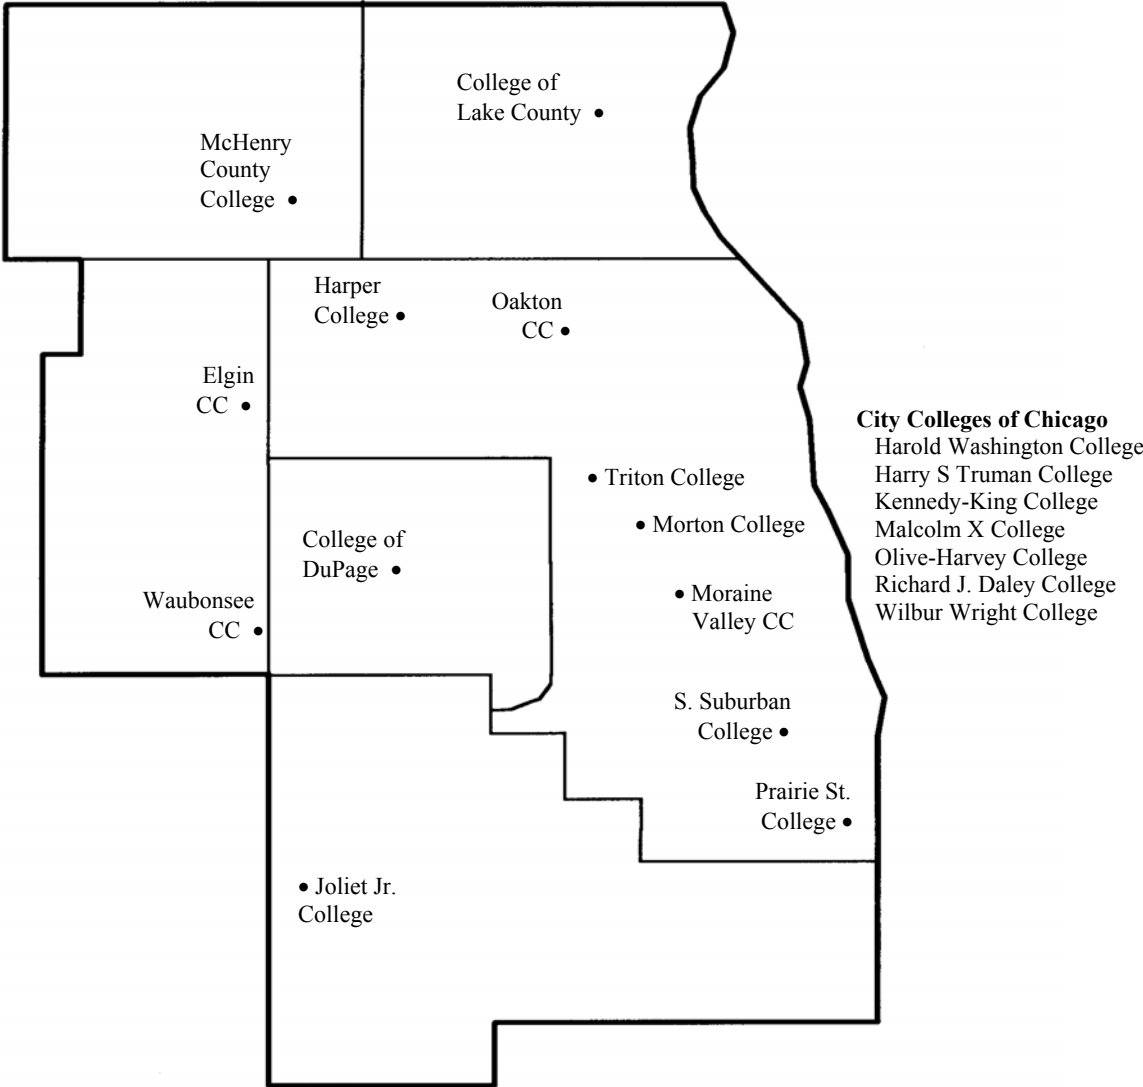 College of
Lake County
McHenry
County
College
Harper
College
Oakton
CC
Elgin
CC
City Colleges of Chicago
Harold Washington College
Harry S Truman College
Kennedy-King College
Malcolm X College
Olive-Harvey College
Richard J. Daley College
Wilbur Wright College
Triton College
Morton College
College of
DuPage
Moraine
Valley CC
Waubonsee
CC
S. Suburban
College
Prairie St.
College
Joliet Jr.
College